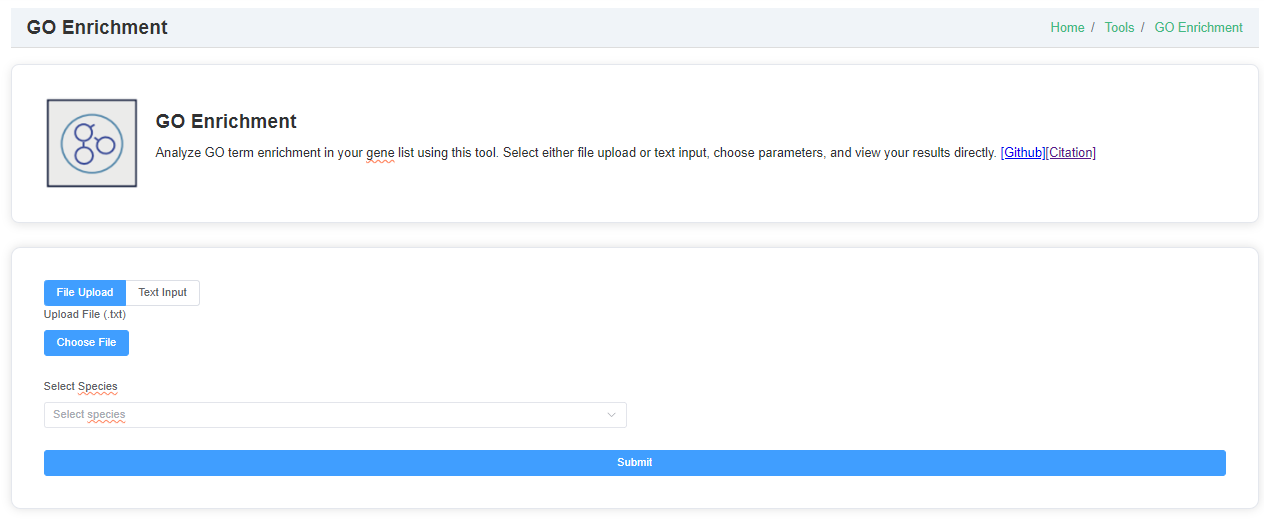 GO Enrichment
Home / Tools / GO Enrichment
GO Enrichment
Analyze GO term enrichment in your gene list using this tool. Select either file upload or text input, choose parameters, and view your results directly. [Github][Citation]
File Upload Text Input
Upload File (.txt)
Choose File
Select Species
Select species
Submit